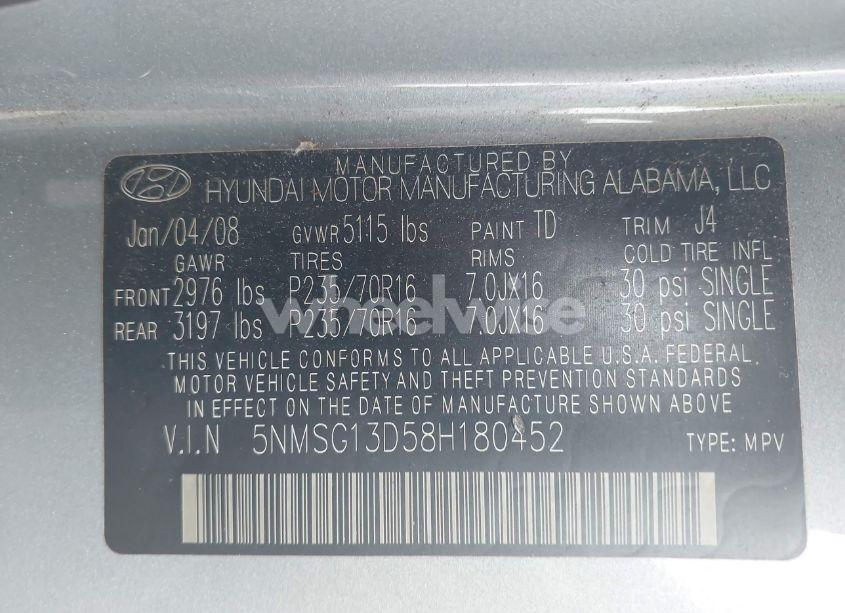 MANUFACTURED BY
HYUNDAI MOTOR MANUFACTURING ALABAMA, LLC
Jan/04/08 GVWR 5115 lbs PAINT TD TRIM J4
GAWR TIRES RIMS COLD TIRE INFL
FRONT 2976 lbs P235/70R16 7.0JX16 30 psi SINGLE
REAR 3197 lbs P235/70R16 7.0JX16 30 psi SINGLE
wheelwise
THIS VEHICLE CONFORMS TO ALL APPLICABLE U.S.A. FEDERAL
MOTOR VEHICLE SAFETY AND THEFT PREVENTION STANDARDS
IN EFFECT ON THE DATE OF MANUFACTURE SHOWN ABOVE.
V.I.N 5NMSG13D58H180452 TYPE: MPV